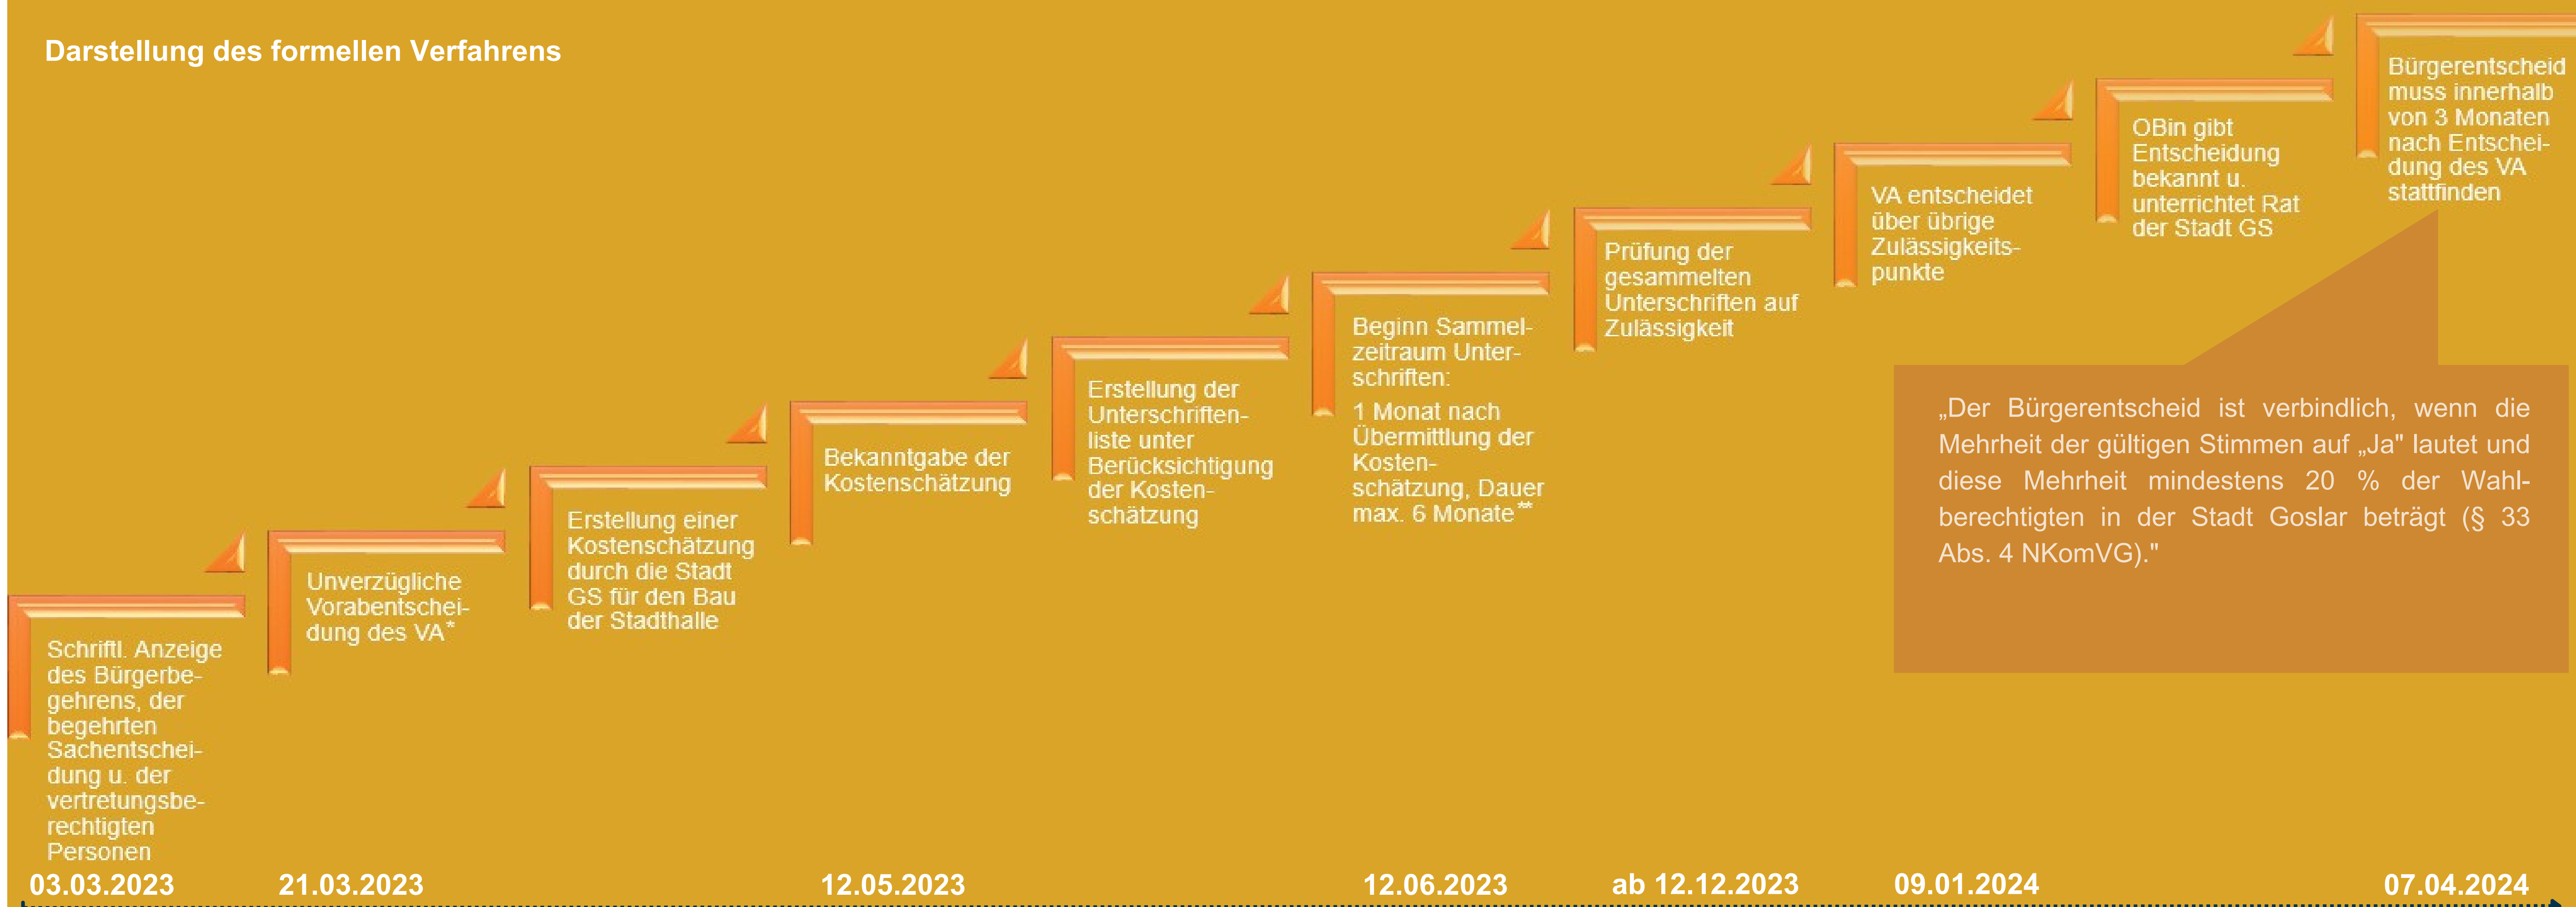 Darstellung des formellen Verfahrens
Schriftl. Anzeige
des Bürgerbe-
gehrens, der
begehrten
Sachentschei-
dung u. der
vertretungsbe-
rechtigten
Personen
Unverzügliche
Vorabentschei-
dung des VA*
Erstellung einer
Kostenschätzung
durch die Stadt
GS für den Bau
der Stadthalle
Bekanntgabe der
Kostenschätzung
Erstellung der
Unterschriften-
liste unter
Berücksichtigung
der Kosten-
schätzung
Beginn Sammel-
zeitraum Unter-
schriften:
1 Monat nach
Übermittlung der
Kosten-
schätzung, Dauer
max. 6 Monate**
Prüfung der
gesammelten
Unterschriften auf
Zulässigkeit
VA entscheidet
über übrige
Zulässigkeits-
punkte
OBin gibt
Entscheidung
bekannt u.
unterrichtet Rat
der Stadt GS
Bürgerentscheid
muss innerhalb
von 3 Monaten
nach Entschei-
dung des VA
stattfinden
„Der Bürgerentscheid ist verbindlich, wenn die
Mehrheit der gültigen Stimmen auf „Ja" lautet und
diese Mehrheit mindestens 20 % der Wahl-
berechtigten in der Stadt Goslar beträgt (§ 33
Abs. 4 NKomVG)."
03.03.2023
21.03.2023
12.05.2023
12.06.2023
ab 12.12.2023
09.01.2024
07.04.2024